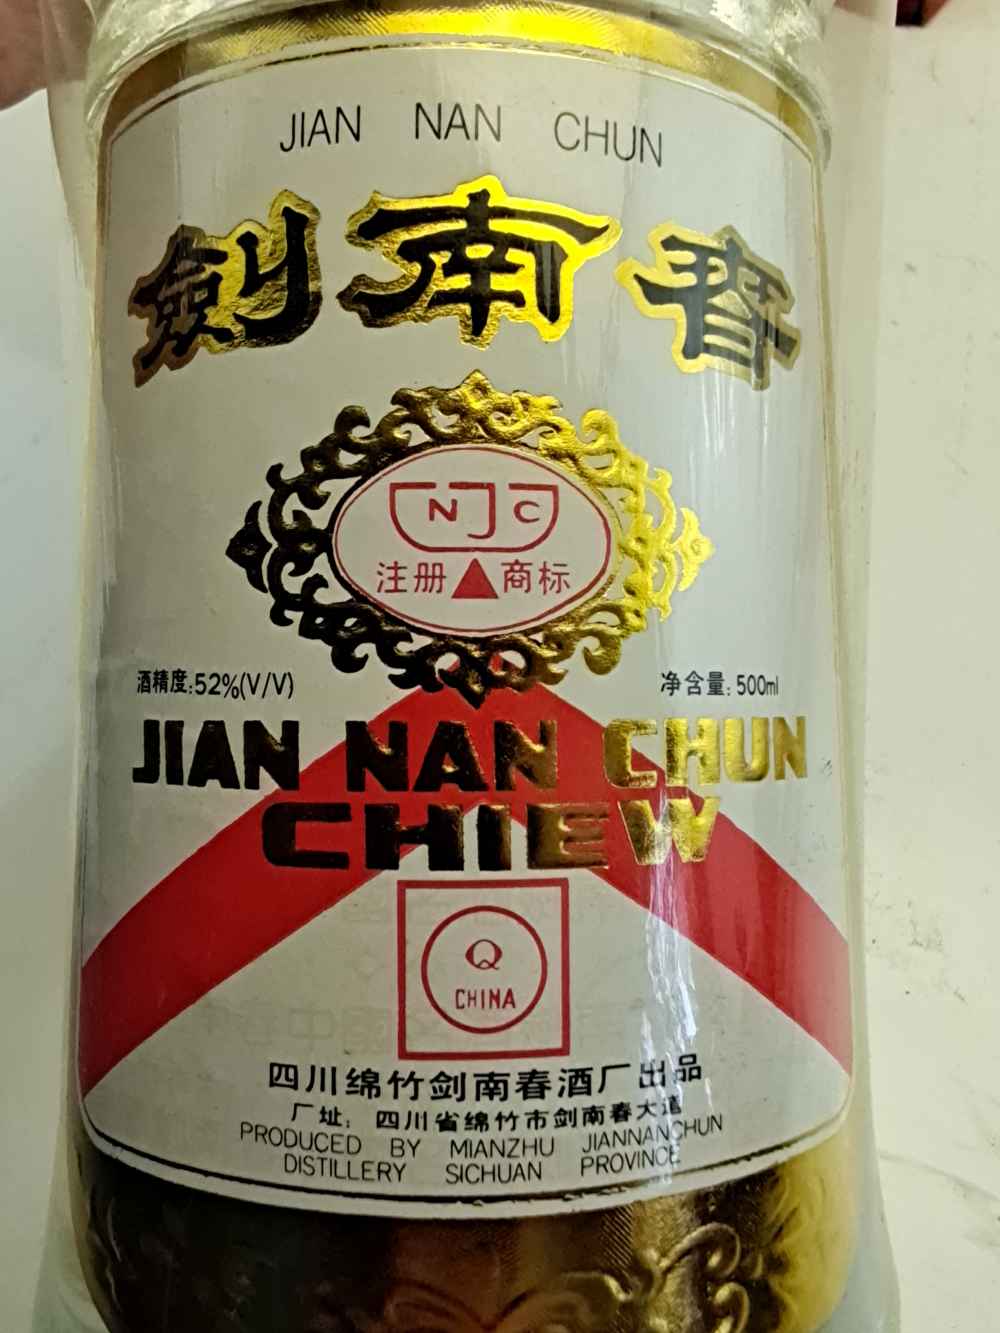 JIAN NAN CHUN
劍南春
NJC
注册 商标
酒精度:52%(V/V)
净含量:500ml
JIAN NAN CHUN
CHIEW
Q
CHINA
四川绵竹剑南春酒厂出品
厂址:四川省绵竹市剑南春大道
PRODUCED BY MIANZHU JIANNANCHUN
DISTILLERY SICHUAN PROVINCE